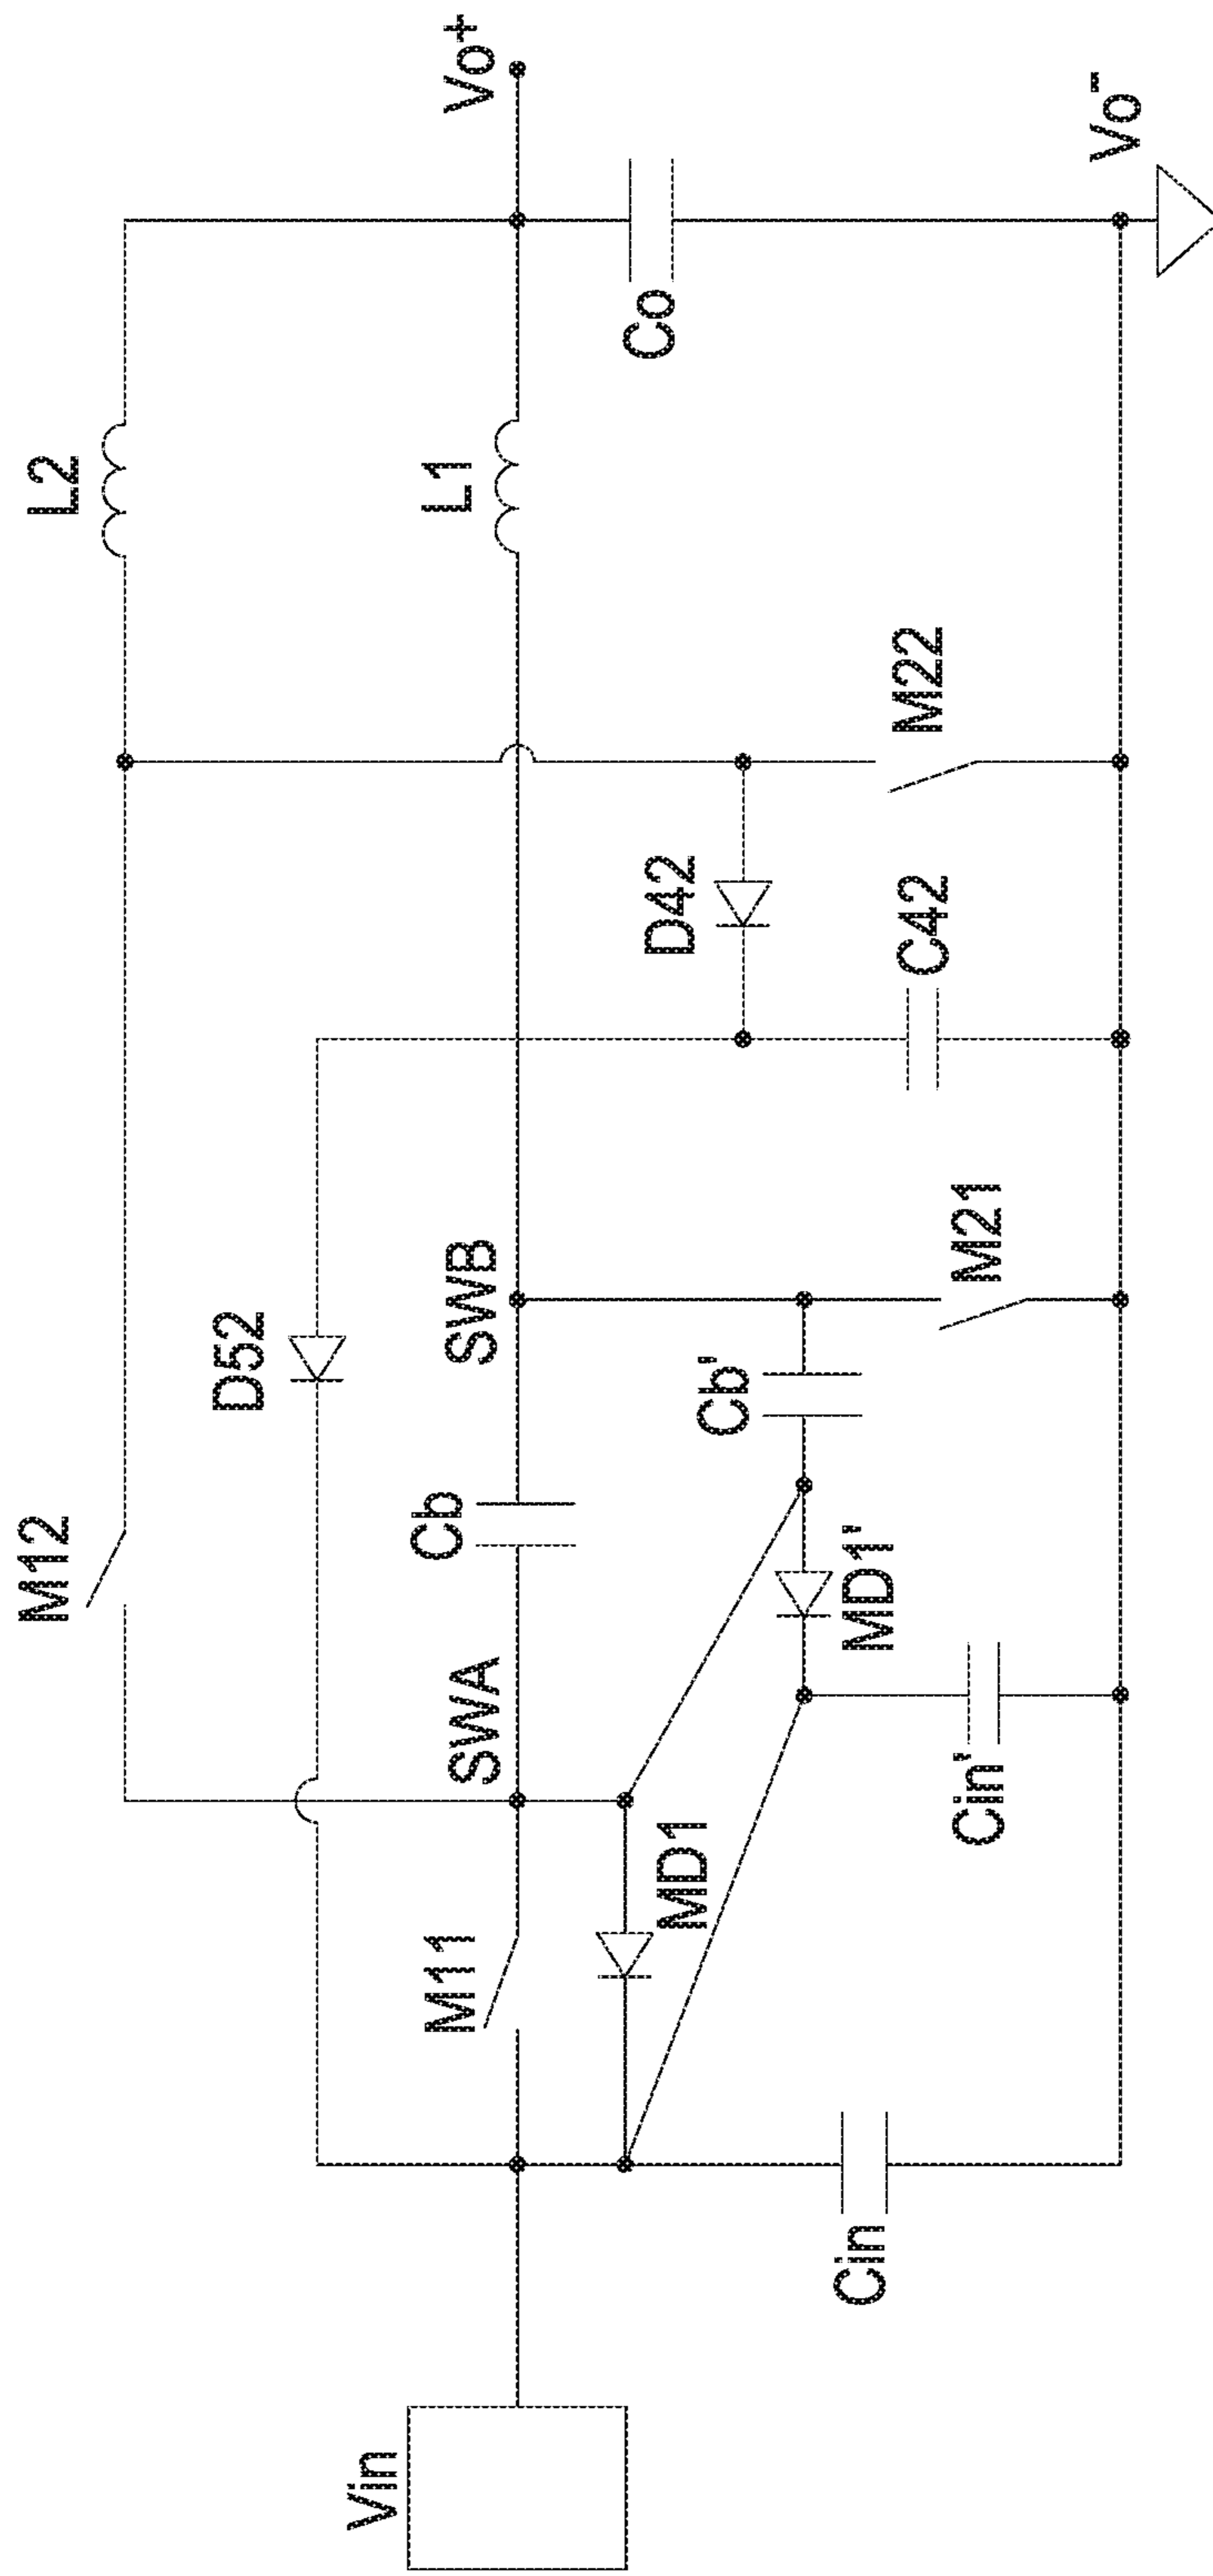 M12
L2
D52
Vin
M11
SWA
Cb
SWB
L1
Vo+
MD1
Cb'
D42
Co
Cin
MD1'
C42
M22
Cin'
M21
Vo-